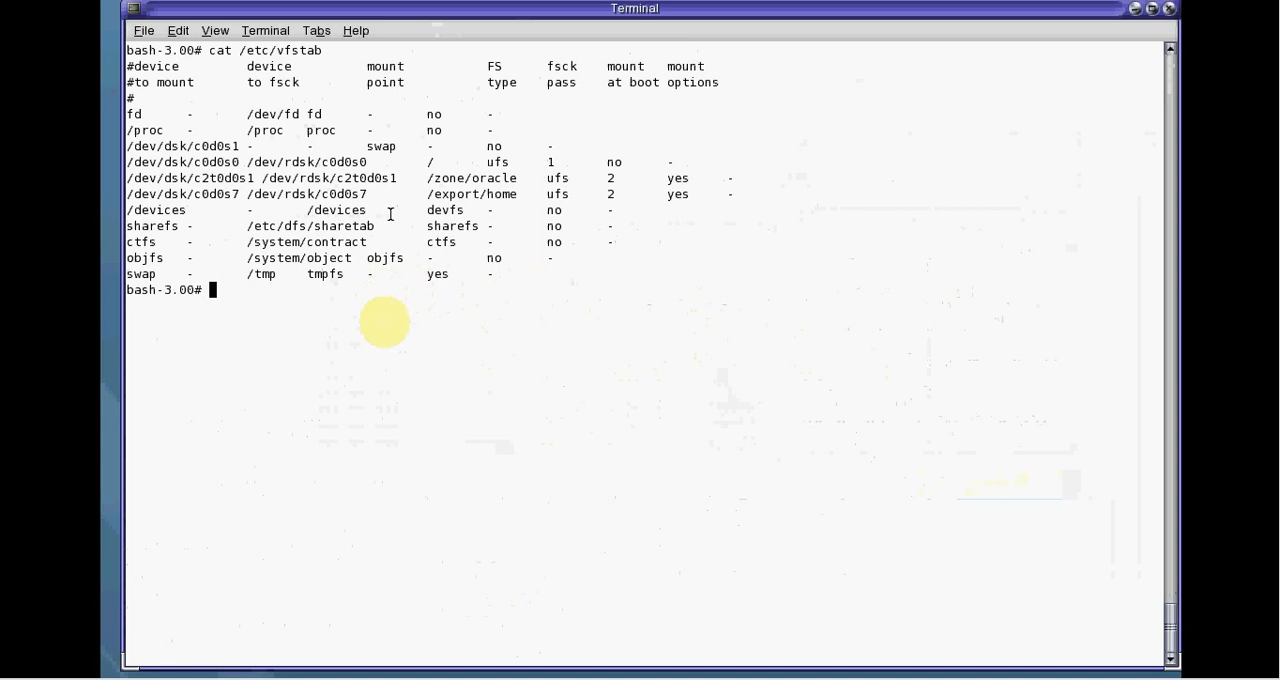 Terminal
File Edit View Terminal Tabs Help
bash-3.00# cat /etc/vfstab
#device device mount FS fsck mount mount
#to mount to fsck point type pass at boot options
#
fd - /dev/fd fd - no -
/proc - /proc proc - no -
/dev/dsk/c0d0s1 - - swap - no -
/dev/dsk/c0d0s0 /dev/rdsk/c0d0s0 / ufs 1 no -
/dev/dsk/c2t0d0s1 /dev/rdsk/c2t0d0s1 /zone/oracle ufs 2 yes -
/dev/dsk/c0d0s7 /dev/rdsk/c0d0s7 /export/home ufs 2 yes -
/devices - /devices devfs - no -
sharefs - /etc/dfs/sharetab sharefs - no -
ctfs - /system/contract ctfs - no -
objfs - /system/object objfs - no -
swap - /tmp tmpfs - yes -
bash-3.00#